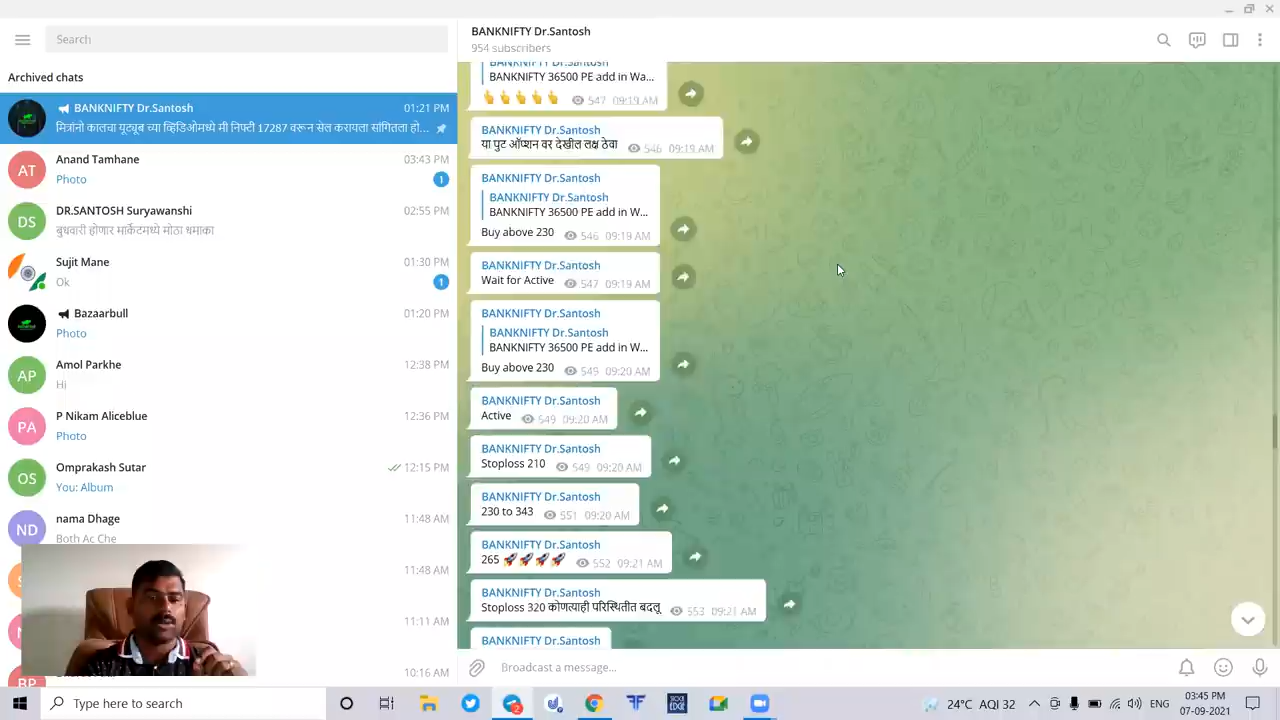 Search
BANKNIFTY Dr.Santosh
954 subscribers
Archived chats
BANKNIFTY Dr.Santosh
01:21 PM
मित्रांनो कालचा यूट्यूब च्या व्हिडिओमध्ये मी निफ्टी 17287 वरून सेल करायला सांगितला हो...
Anand Tamhane
03:43 PM
Photo
1
DR.SANTOSH Suryawanshi
02:55 PM
बुधवारी होणार मार्केटमध्ये मोठा धमाका
Sujit Mane
01:30 PM
Ok
1
Bazaarbull
01:20 PM
Photo
Amol Parkhe
12:38 PM
Hi
P Nikam Aliceblue
12:36 PM
Photo
Omprakash Sutar
12:15 PM
You: Album
nama Dhage
11:48 AM
Both Ac Che
11:48 AM
11:11 AM
10:16 AM
AT
DS
AP
PA
OS
ND
BANKNIFTY Dr.Santosh
BANKNIFTY 36500 PE add in Wa...
547 09:19 AM
BANKNIFTY Dr.Santosh
या पुट ऑप्शन वर देखील लक्ष ठेवा 546 09:19 AM
BANKNIFTY Dr.Santosh
BANKNIFTY Dr.Santosh
BANKNIFTY 36500 PE add in W...
Buy above 230 546 09:19 AM
BANKNIFTY Dr.Santosh
Wait for Active 547 09:19 AM
BANKNIFTY Dr.Santosh
BANKNIFTY Dr.Santosh
BANKNIFTY 36500 PE add in W...
Buy above 230 549 09:20 AM
BANKNIFTY Dr.Santosh
Active 549 09:20 AM
BANKNIFTY Dr.Santosh
Stoploss 210 549 09:20 AM
BANKNIFTY Dr.Santosh
230 to 343 551 09:20 AM
BANKNIFTY Dr.Santosh
265 🚀🚀🚀🚀 552 09:21 AM
BANKNIFTY Dr.Santosh
Stoploss 320 कोणत्याही परिस्थितीत बदलू 553 09:21 AM
BANKNIFTY Dr.Santosh
Broadcast a message...
Type here to search
24°C AQI 32
ENG
03:45 PM
07-09-2021